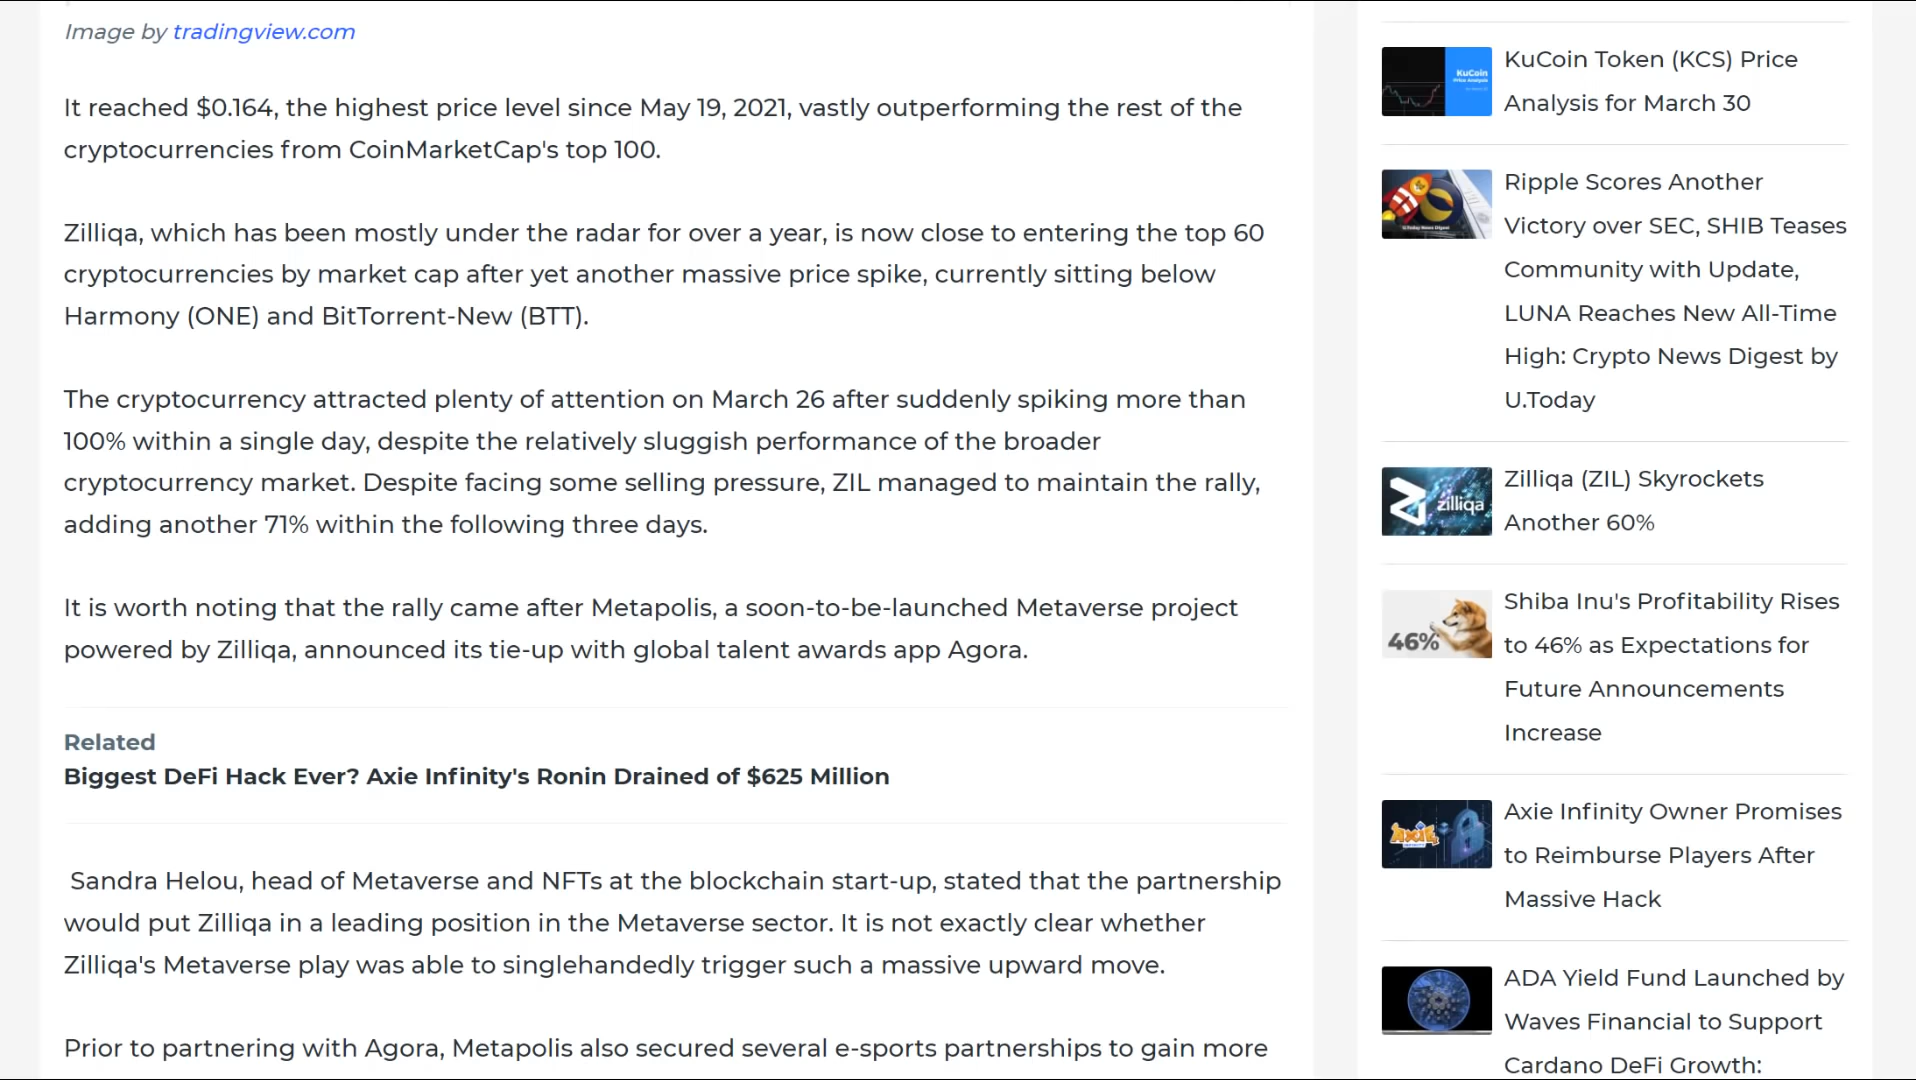 Image by tradingview.com
It reached $0.164, the highest price level since May 19, 2021, vastly outperforming the rest of the
cryptocurrencies from CoinMarketCap's top 100.
Zilliqa, which has been mostly under the radar for over a year, is now close to entering the top 60
cryptocurrencies by market cap after yet another massive price spike, currently sitting below
Harmony (ONE) and BitTorrent-New (BTT).
The cryptocurrency attracted plenty of attention on March 26 after suddenly spiking more than
100% within a single day, despite the relatively sluggish performance of the broader
cryptocurrency market. Despite facing some selling pressure, ZIL managed to maintain the rally,
adding another 71% within the following three days.
It is worth noting that the rally came after Metapolis, a soon-to-be-launched Metaverse project
powered by Zilliqa, announced its tie-up with global talent awards app Agora.
Related
Biggest DeFi Hack Ever? Axie Infinity's Ronin Drained of $625 Million
Sandra Helou, head of Metaverse and NFTs at the blockchain start-up, stated that the partnership
would put Zilliqa in a leading position in the Metaverse sector. It is not exactly clear whether
Zilliqa's Metaverse play was able to singlehandedly trigger such a massive upward move.
Prior to partnering with Agora, Metapolis also secured several e-sports partnerships to gain more
KuCoin
Price Analysis
KuCoin Token (KCS) Price
Analysis for March 30
U.Today News Digest
Ripple Scores Another
Victory over SEC, SHIB Teases
Community with Update,
LUNA Reaches New All-Time
High: Crypto News Digest by
U.Today
zilliqa
Zilliqa (ZIL) Skyrockets
Another 60%
46%
Shiba Inu's Profitability Rises
to 46% as Expectations for
Future Announcements
Increase
AXIE
Axie Infinity Owner Promises
to Reimburse Players After
Massive Hack
ADA Yield Fund Launched by
Waves Financial to Support
Cardano DeFi Growth: